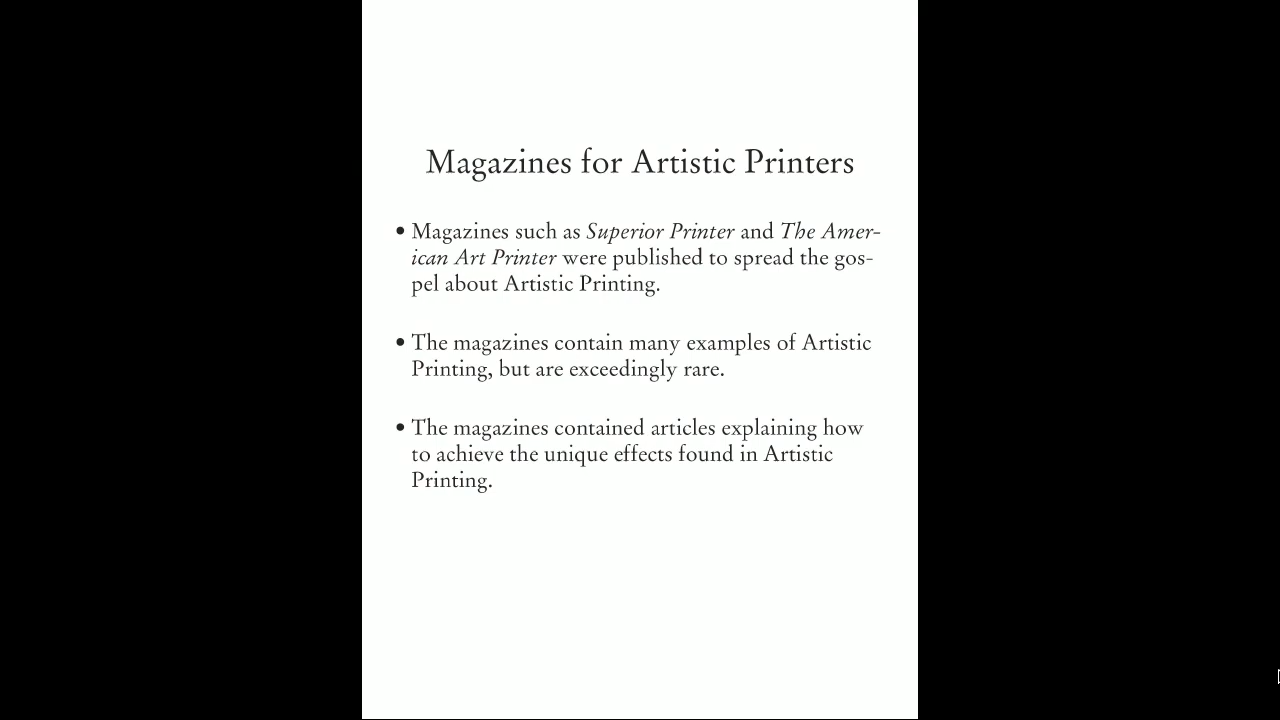 Magazines for Artistic Printers
• Magazines such as Superior Printer and The Amer-
ican Art Printer were published to spread the gos-
pel about Artistic Printing.
• The magazines contain many examples of Artistic
Printing, but are exceedingly rare.
• The magazines contained articles explaining how
to achieve the unique effects found in Artistic
Printing.